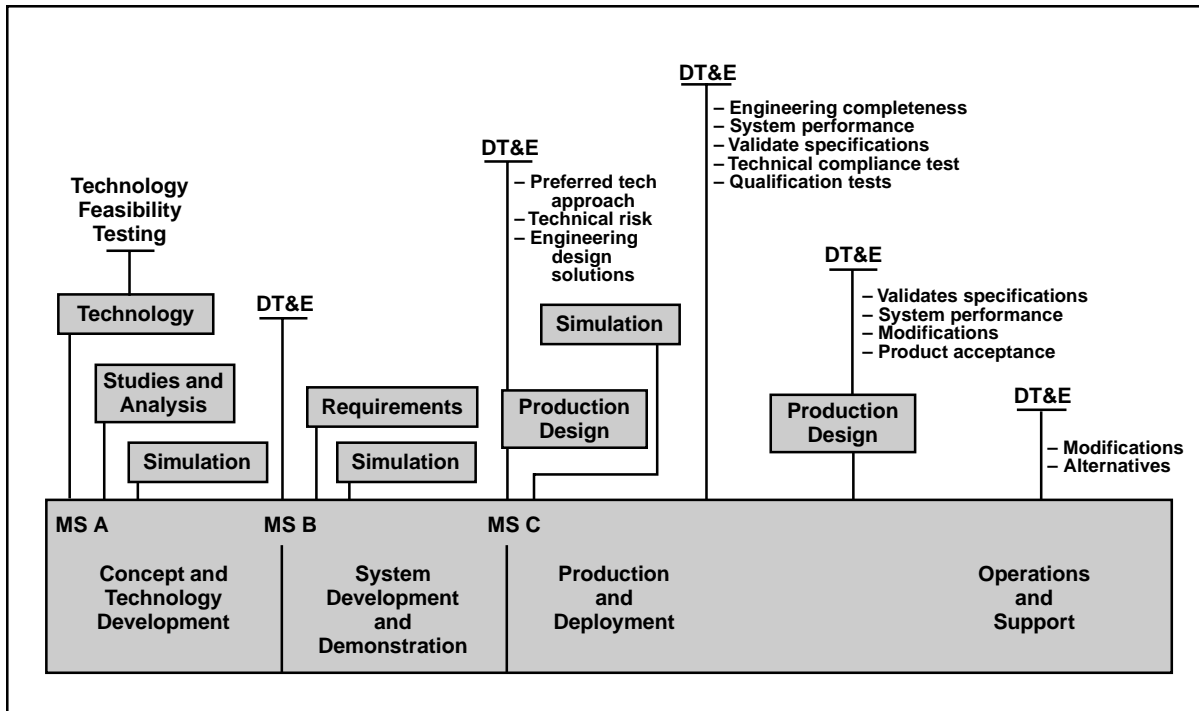 DT&E
– Engineering completeness
– System performance
– Validate specifications
– Technical compliance test
– Qualification tests
DT&E
– Preferred tech
approach
– Technical risk
– Engineering
design
solutions
Technology
Feasibility
Testing
DT&E
– Validates specifications
– System performance
– Modifications
– Product acceptance
Technology
DT&E
Simulation
Studies and
Analysis
Requirements
Production
Design
Production
Design
DT&E
– Modifications
– Alternatives
Simulation
Simulation
MS A
MS B
MS C
Concept and
Technology
Development
System
Development
and
Demonstration
Production
and
Deployment
Operations
and
Support